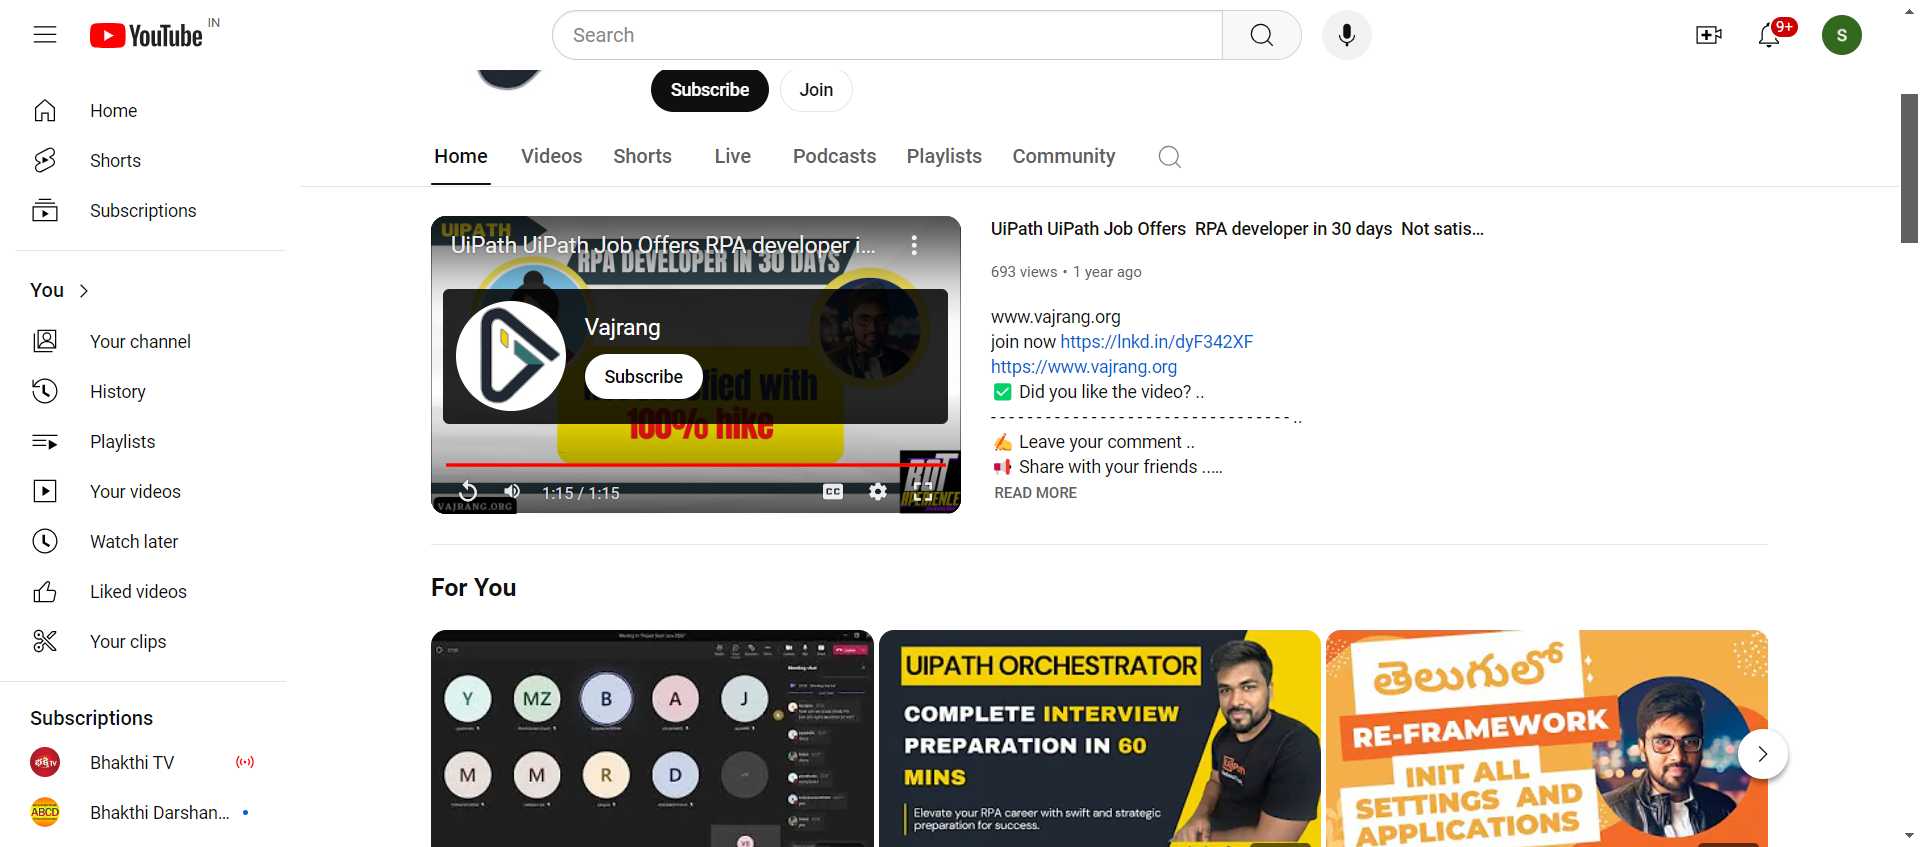 YouTube IN
Search
9+
S
Home
Shorts
Subscriptions
You
Your channel
History
Playlists
Your videos
Watch later
Liked videos
Your clips
Subscriptions
Bhakthi TV
ABCD
Bhakthi Darshan...
Subscribe
Join
Home Videos Shorts Live Podcasts Playlists Community
UIPATH
UiPath UiPath Job Offers RPA developer i...
RPA DEVELOPER IN 30 DAYS
Vajrang
Subscribe
with
100% hike
1:15 / 1:15
CC
VAJRANG.ORG
UiPath UiPath Job Offers RPA developer in 30 days Not satis...
693 views • 1 year ago
www.vajrang.org
join now https://lnkd.in/dyF342XF
https://www.vajrang.org
✅ Did you like the video? ..
- - - - - - - - - - - - - - - - - - - - - - - - - - - - - - - - - ..
✍ Leave your comment ..
📢 Share with your friends .....
READ MORE
For You
Y MZ B A J
M M R D
UIPATH ORCHESTRATOR
COMPLETE INTERVIEW
PREPARATION IN 60
MINS
Elevate your RPA career with swift and strategic
preparation for success.
తెలుగులో
RE-FRAMEWORK
INIT ALL
SETTINGS AND
APPLICATIONS